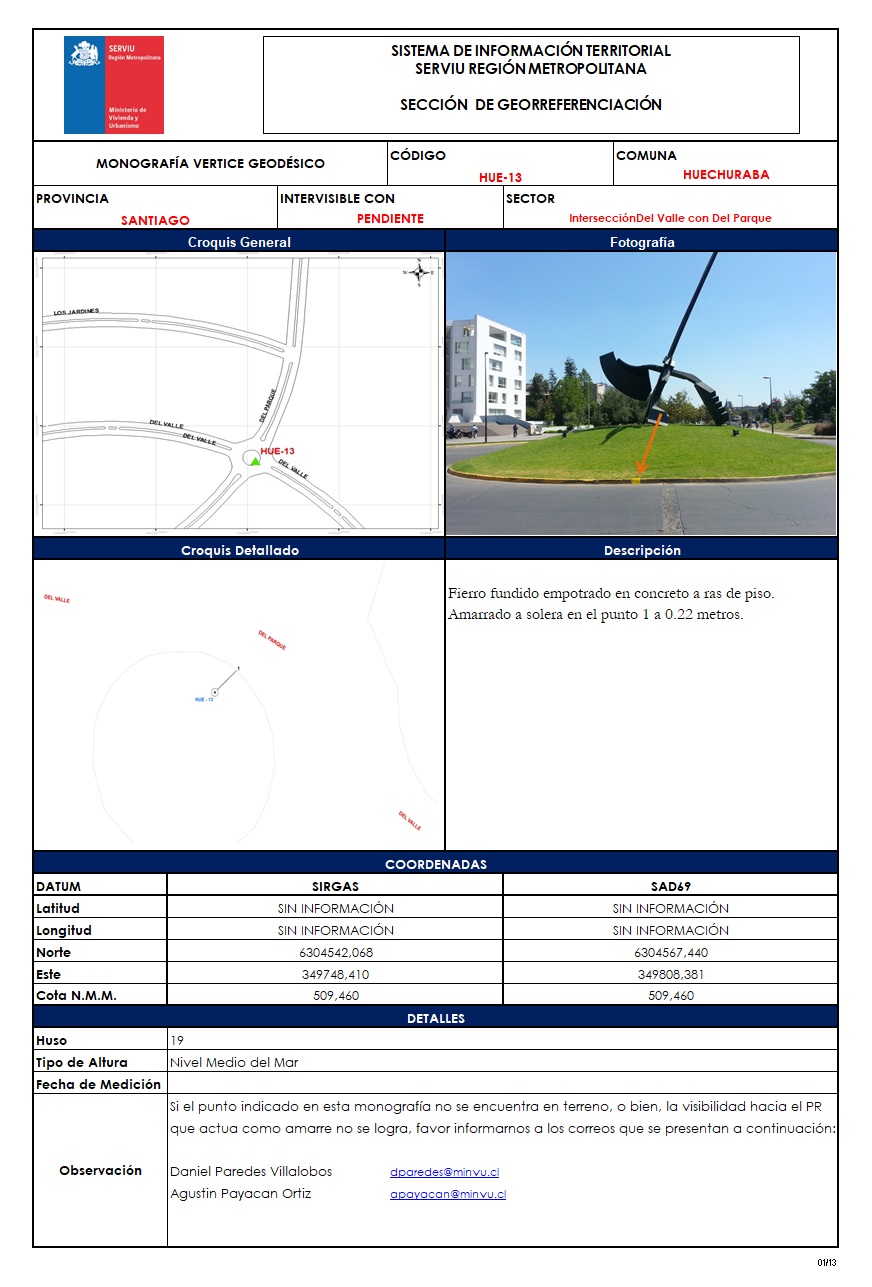 SERVIU
Región Metropolitana
Ministerio de
Vivienda y
Urbanismo
SISTEMA DE INFORMACIÓN TERRITORIAL
SERVIU REGIÓN METROPOLITANA
SECCIÓN DE GEORREFERENCIACIÓN
MONOGRAFÍA VERTICE GEODÉSICO
CÓDIGO
HUE-13
COMUNA
HUECHURABA
PROVINCIA
SANTIAGO
INTERVISIBLE CON
PENDIENTE
SECTOR
IntersecciónDel Valle con Del Parque
Croquis General
Fotografía
N
W
E
S
LOS JARDINES
DEL PARQUE
DEL VALLE
DEL VALLE
HUE-13
DEL VALLE
Croquis Detallado
Descripción
DEL VALLE
DEL PARQUE
1
HUE - 13
DEL VALLE
Fierro fundido empotrado en concreto a ras de piso.
Amarrado a solera en el punto 1 a 0.22 metros.
COORDENADAS
DATUM SIRGAS SAD69
Latitud SIN INFORMACIÓN SIN INFORMACIÓN
Longitud SIN INFORMACIÓN SIN INFORMACIÓN
Norte 6304542,068 6304567,440
Este 349748,410 349808,381
Cota N.M.M. 509,460 509,460
DETALLES
Huso 19
Tipo de Altura Nivel Medio del Mar
Fecha de Medición
Observación
Si el punto indicado en esta monografía no se encuentra en terreno, o bien, la visibilidad hacia el PR
que actua como amarre no se logra, favor informarnos a los correos que se presentan a continuación:
Daniel Paredes Villalobos dparedes@minvu.cl
Agustin Payacan Ortiz apayacan@minvu.cl
01/13